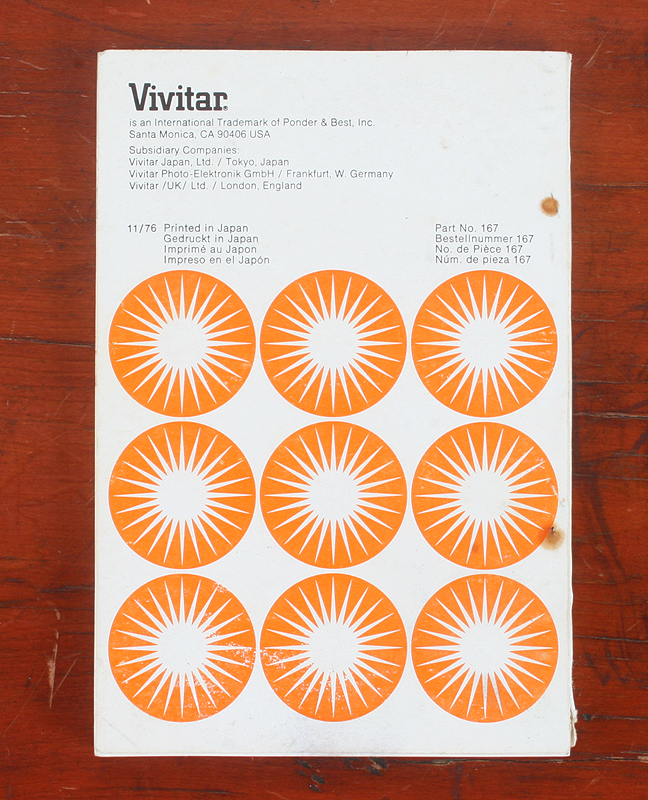 Vivitar®
is an International Trademark of Ponder & Best, Inc.
Santa Monica, CA 90406 USA
Subsidiary Companies:
Vivitar Japan, Ltd. / Tokyo, Japan
Vivitar Photo-Elektronik GmbH / Frankfurt, W. Germany
Vivitar /UK/ Ltd. / London, England
11/76 Printed in Japan
Gedruckt in Japan
Imprimé au Japon
Impreso en el Japón
Part No. 167
Bestellnummer 167
No. de Pièce 167
Núm. de pieza 167